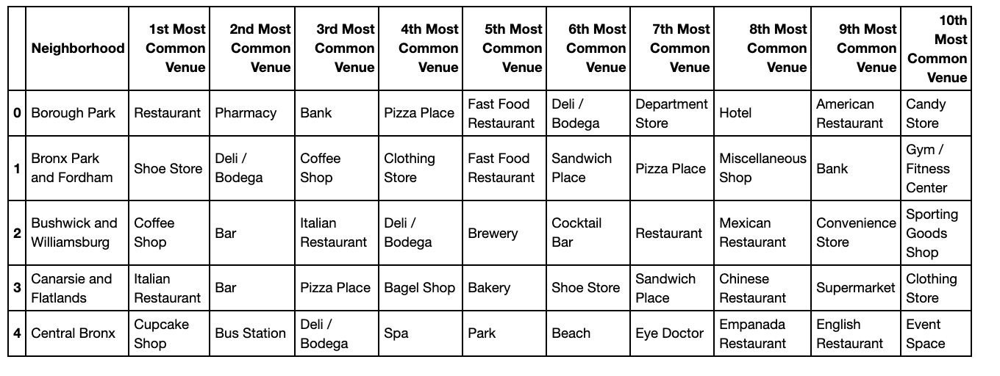 Neighborhood 1st Most Common Venue 2nd Most Common Venue 3rd Most Common Venue 4th Most Common Venue 5th Most Common Venue 6th Most Common Venue 7th Most Common Venue 8th Most Common Venue 9th Most Common Venue 10th Most Common Venue
0 Borough Park Restaurant Pharmacy Bank Pizza Place Fast Food Restaurant Deli / Bodega Department Store Hotel American Restaurant Candy Store
1 Bronx Park and Fordham Shoe Store Deli / Bodega Coffee Shop Clothing Store Fast Food Restaurant Sandwich Place Pizza Place Miscellaneous Shop Bank Gym / Fitness Center
2 Bushwick and Williamsburg Coffee Shop Bar Italian Restaurant Deli / Bodega Brewery Cocktail Bar Restaurant Mexican Restaurant Convenience Store Sporting Goods Shop
3 Canarsie and Flatlands Italian Restaurant Bar Pizza Place Bagel Shop Bakery Shoe Store Sandwich Place Chinese Restaurant Supermarket Clothing Store
4 Central Bronx Cupcake Shop Bus Station Deli / Bodega Spa Park Beach Eye Doctor Empanada Restaurant English Restaurant Event Space